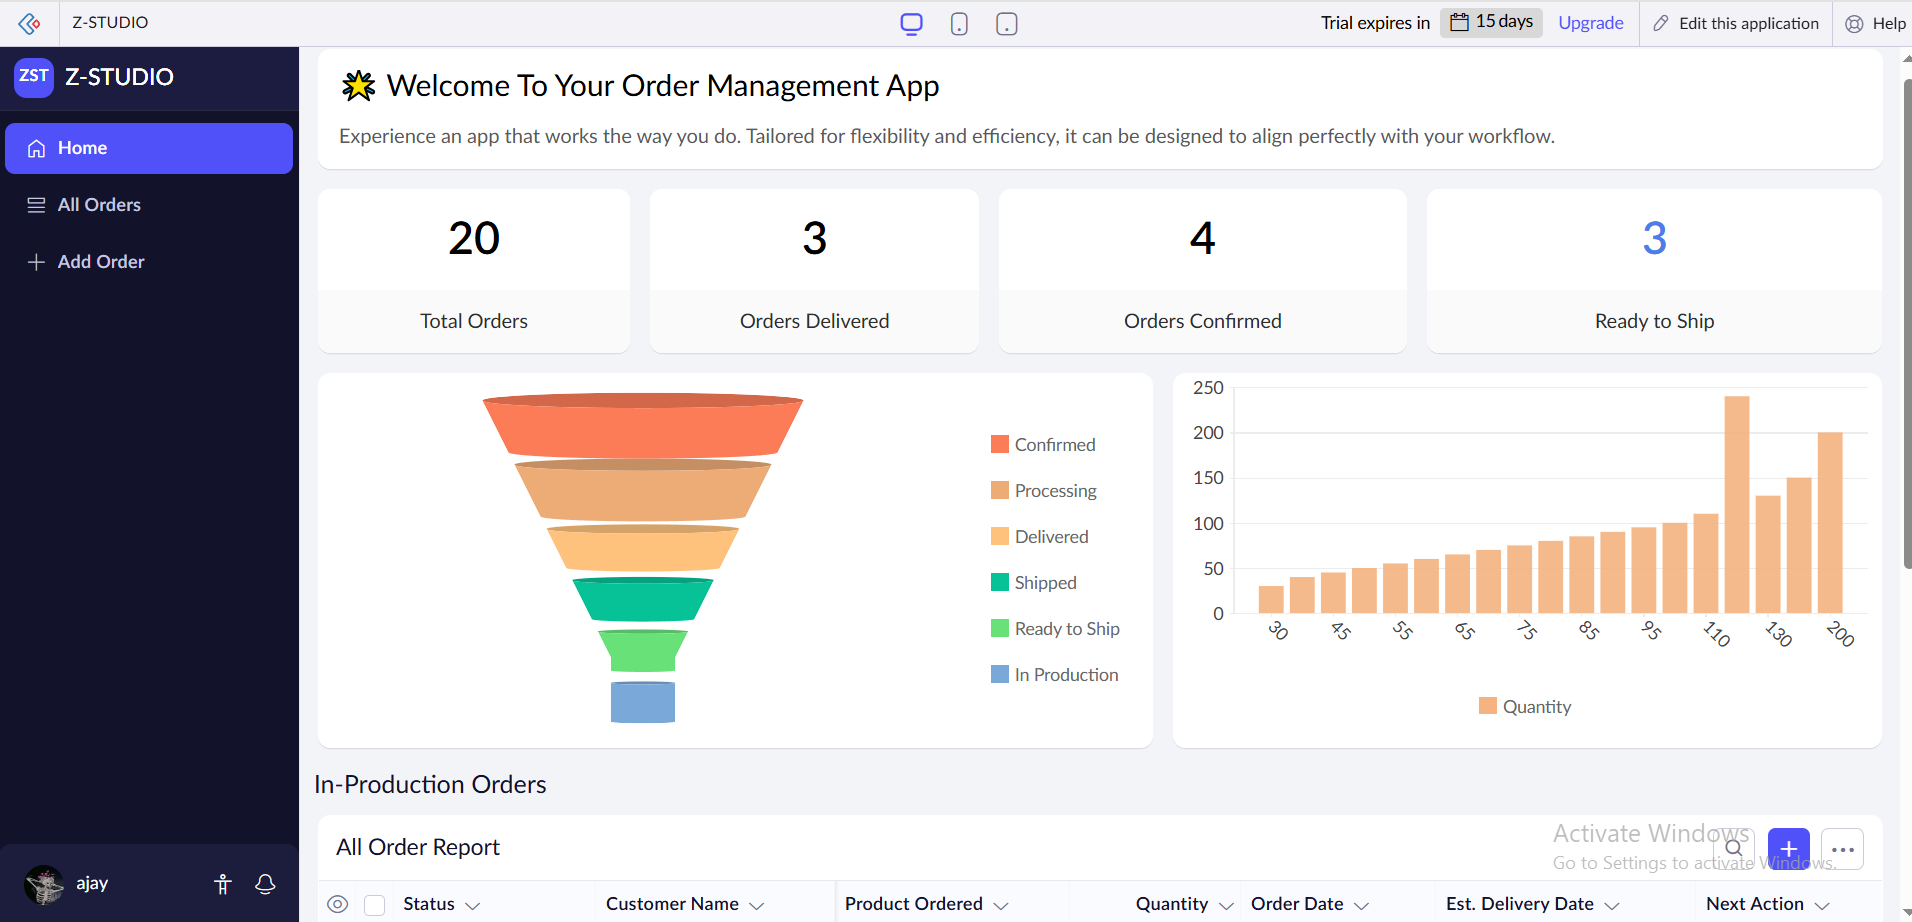 Z-STUDIO
Trial expires in 15 days Upgrade Edit this application Help
ZST Z-STUDIO
Home
All Orders
Add Order
ajay
Welcome To Your Order Management App
Experience an app that works the way you do. Tailored for flexibility and efficiency, it can be designed to align perfectly with your workflow.
20
Total Orders
3
Orders Delivered
4
Orders Confirmed
3
Ready to Ship
Confirmed
Processing
Delivered
Shipped
Ready to Ship
In Production
250
200
150
100
50
0
30 45 55 65 75 85 95 110 130 200
Quantity
In-Production Orders
All Order Report
Activate Windows
Go to Settings to activate Windows.
Status Customer Name Product Ordered Quantity Order Date Est. Delivery Date Next Action